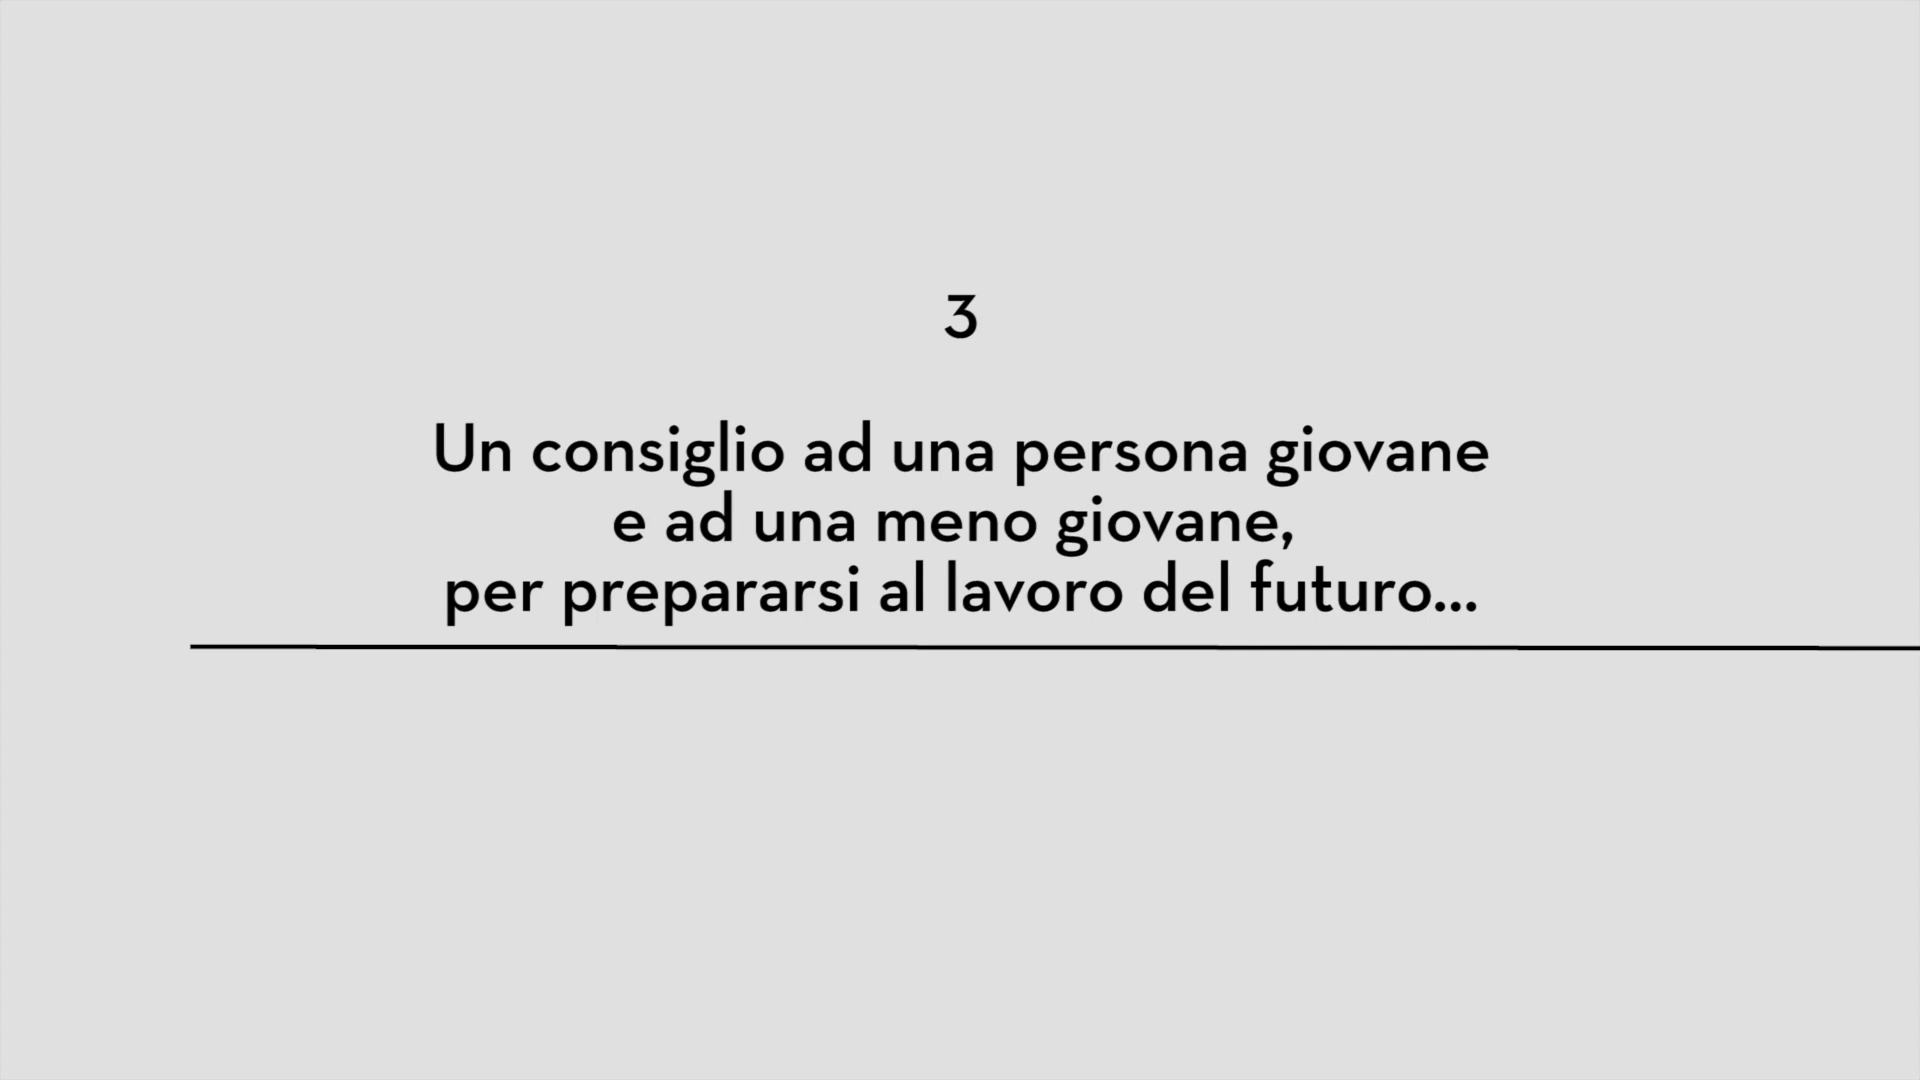 3
Un consiglio ad una persona giovane
e ad una meno giovane,
per prepararsi al lavoro del futuro...